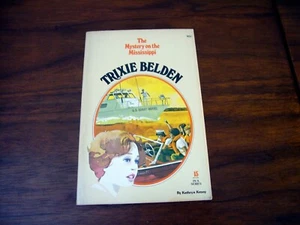 The
Mystery on the
Mississippi
TRIXIE BELDEN
By Kathryn Kenny